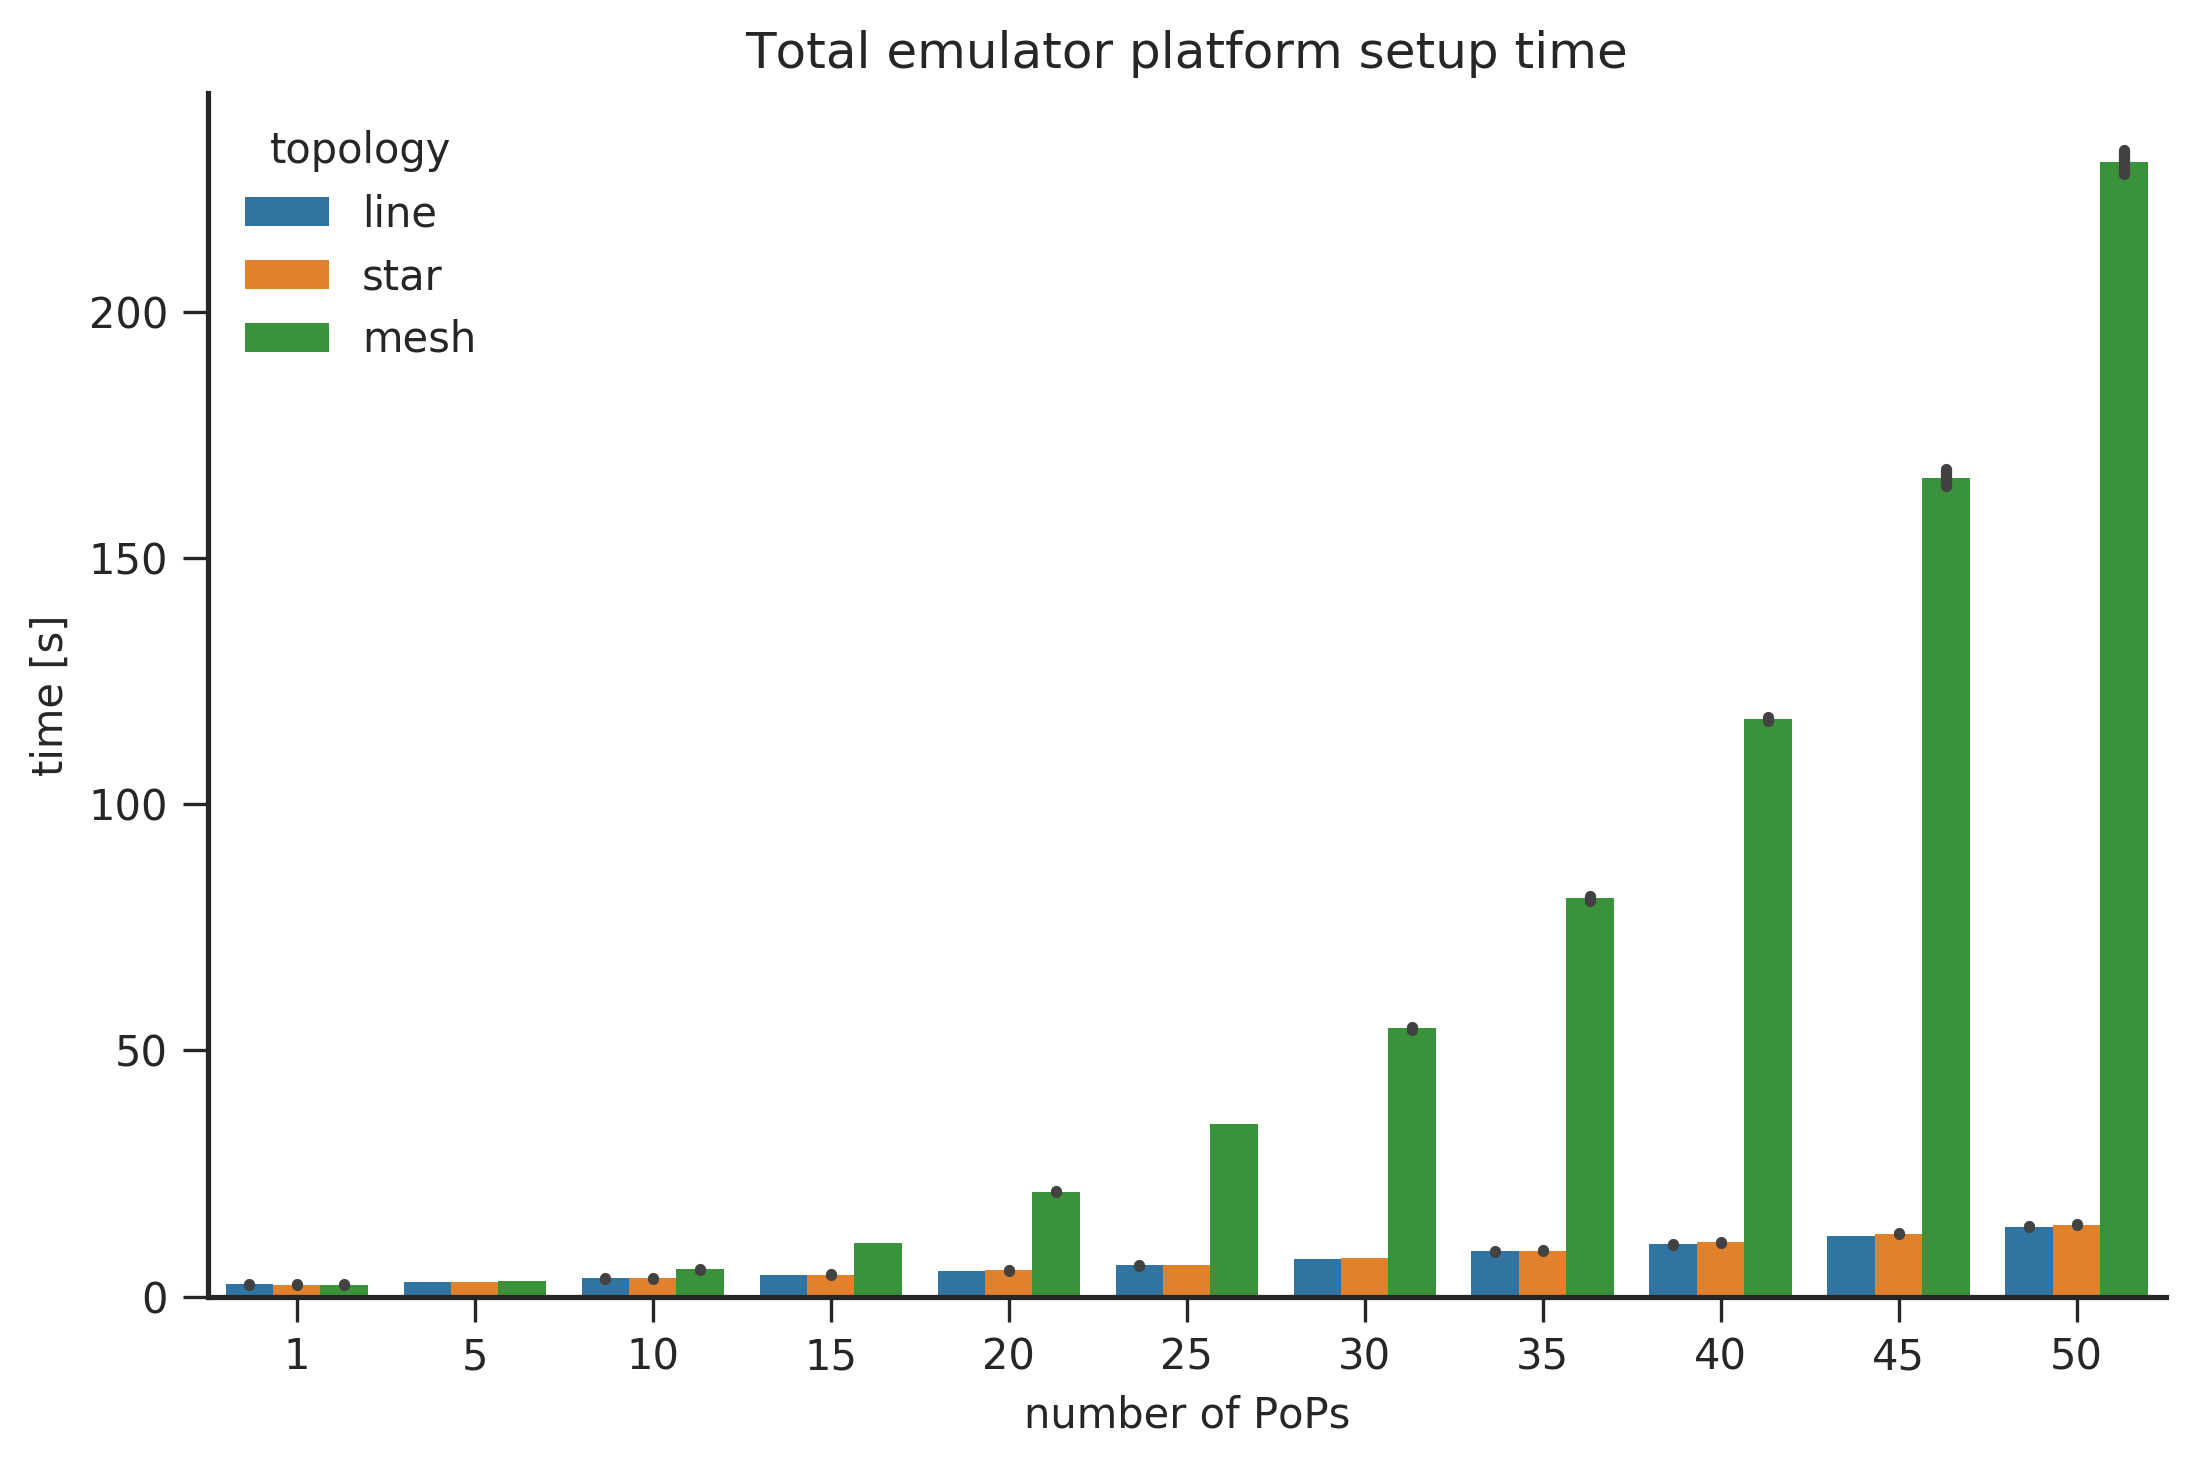 Total emulator platform setup time
topology
line
star
mesh
200
150
100
50
0
time [s]
1 5 10 15 20 25 30 35 40 45 50
number of PoPs